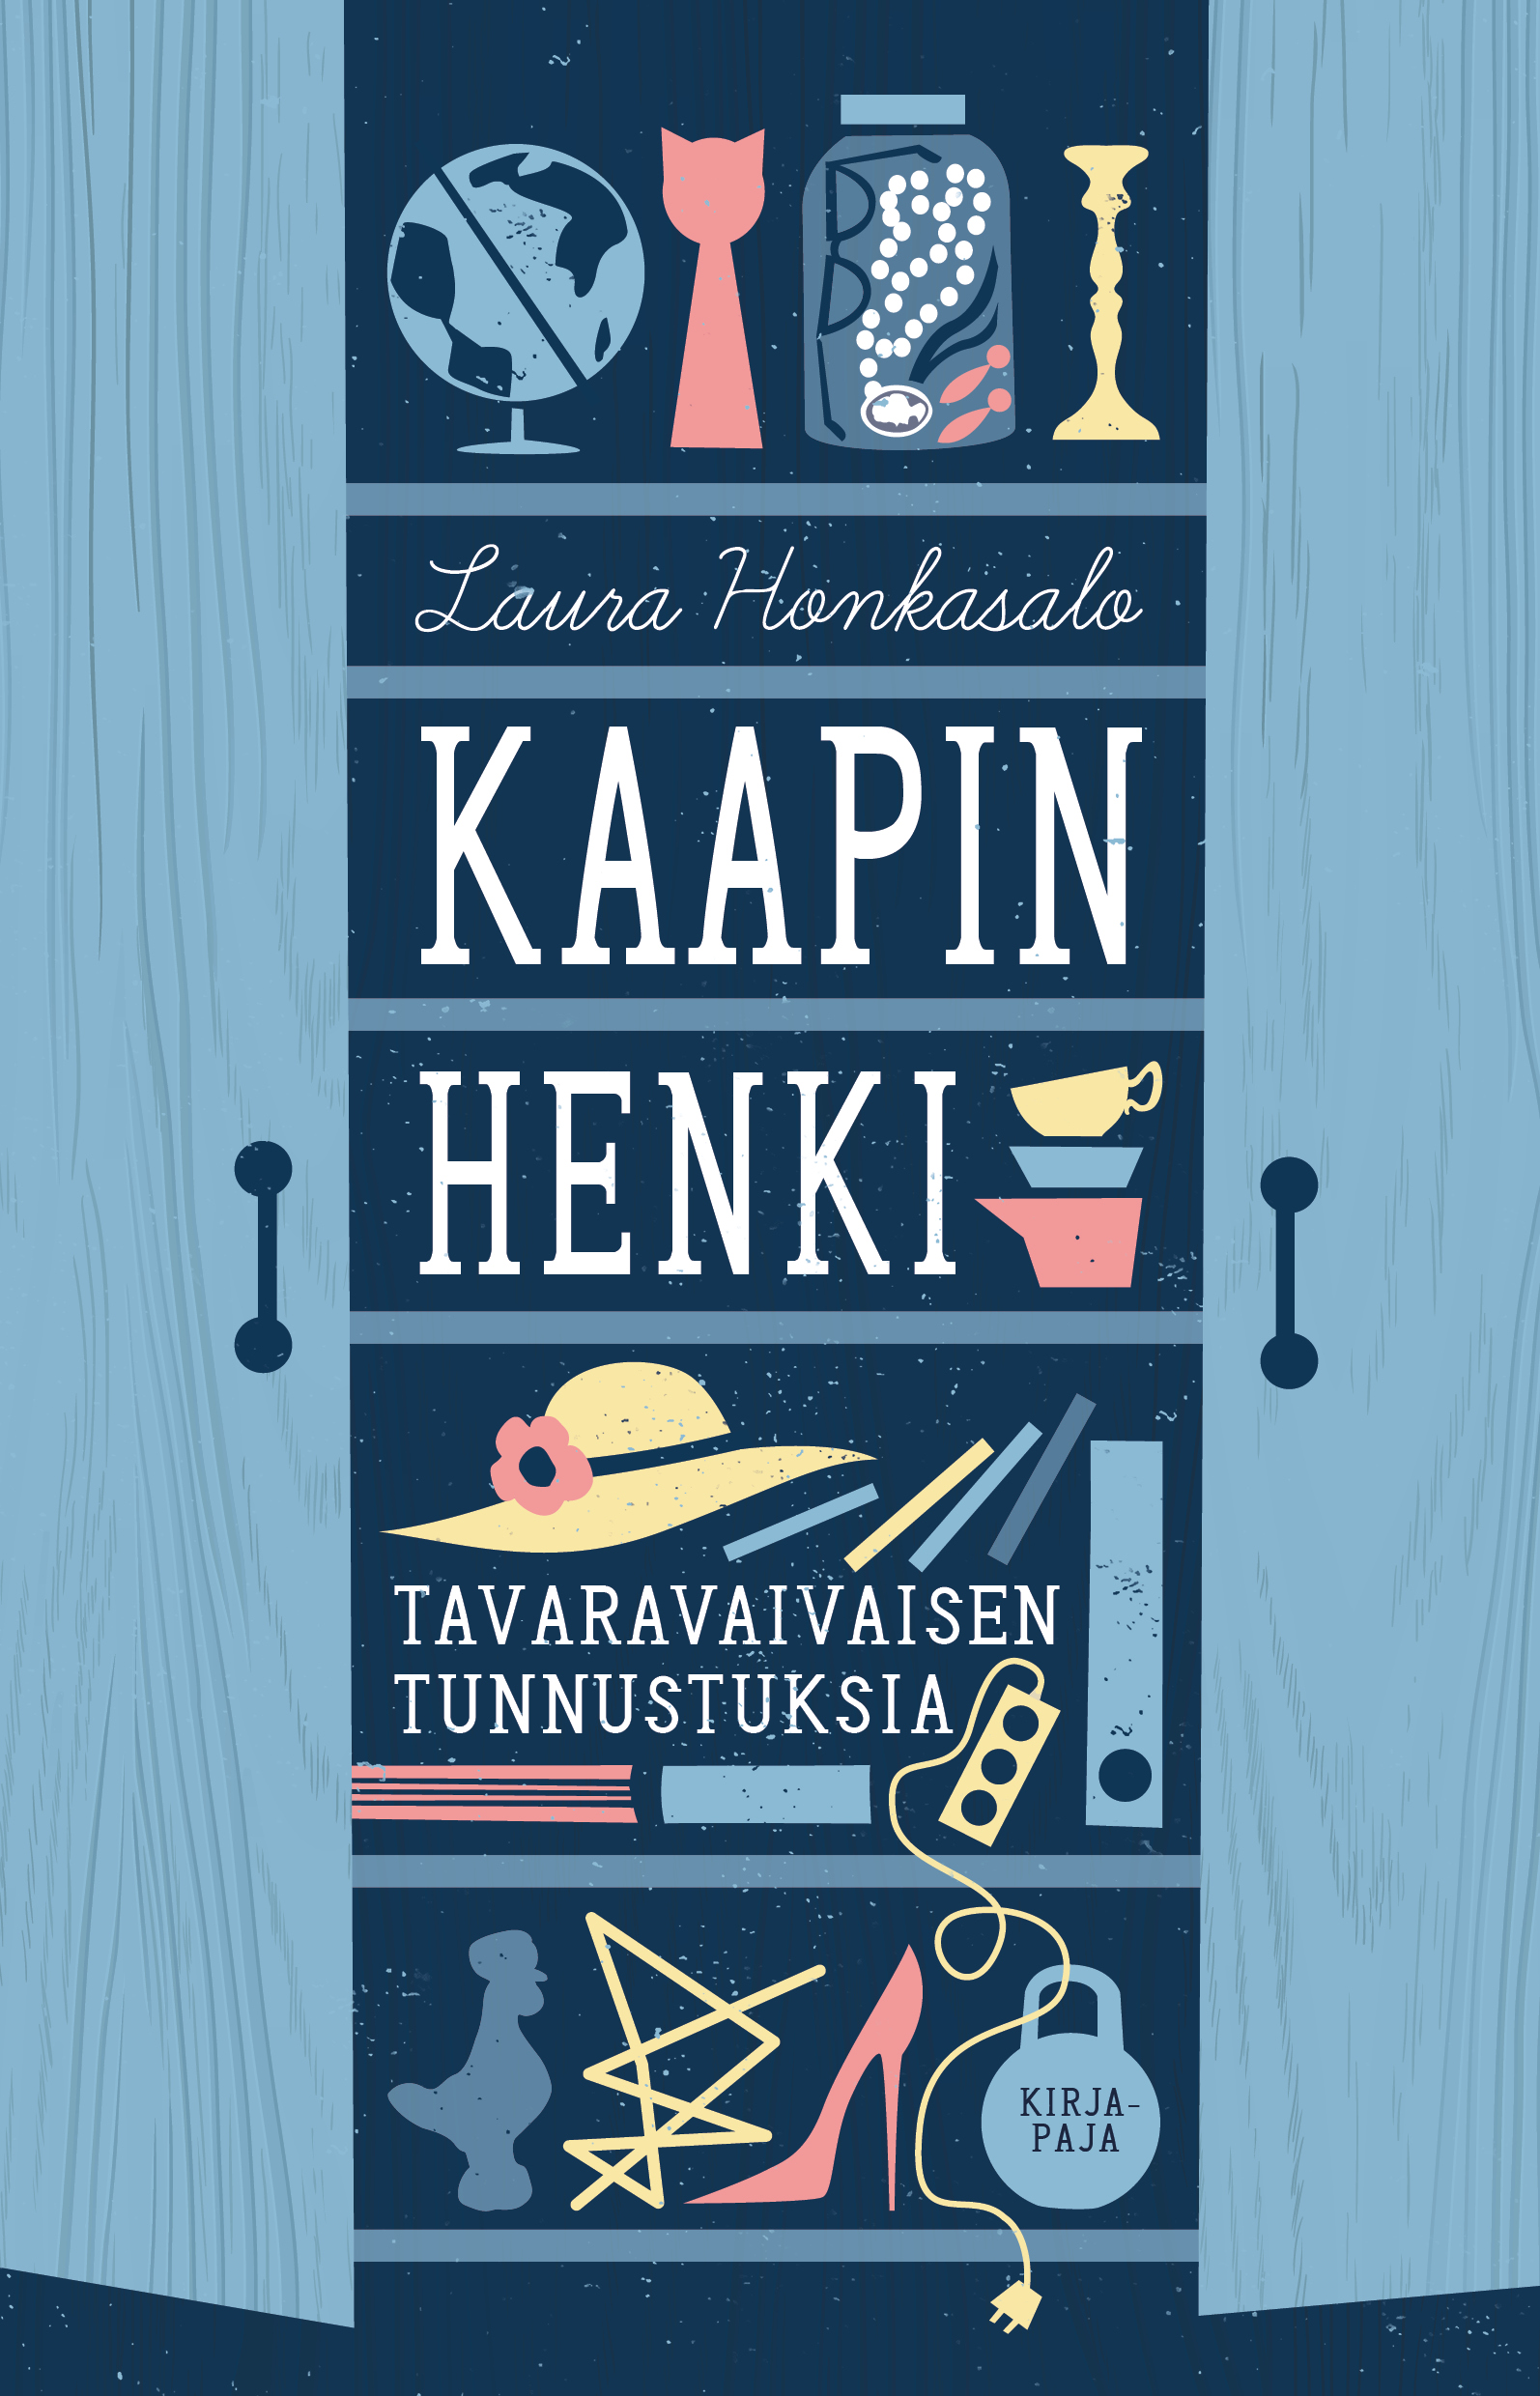 Laura Honkasalo
KAAPIN
HENKI
TAVARAVAIVAISEN
TUNNUSTUKSIA
KIRJA-
PAJA